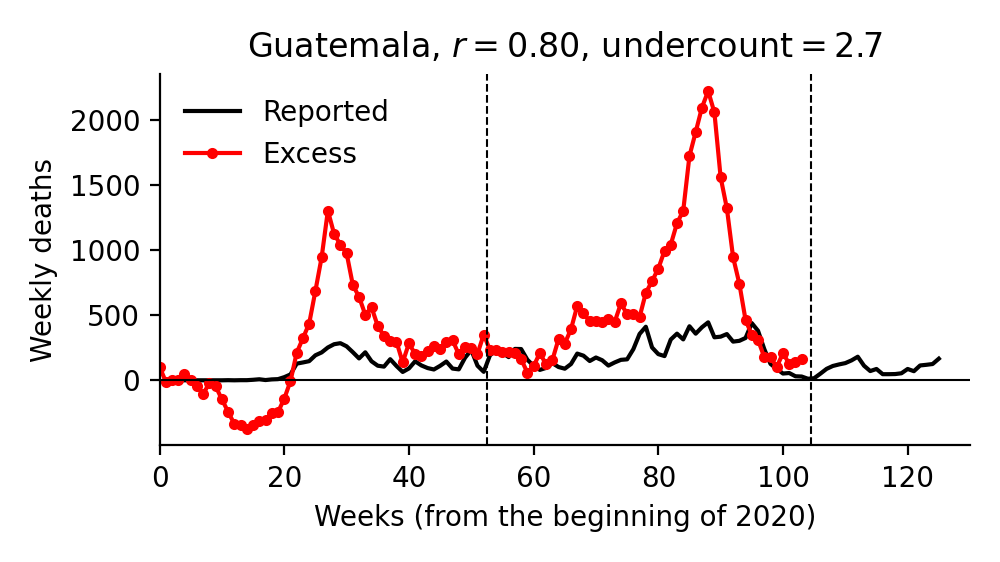 Guatemala, r = 0.80, undercount = 2.7
Reported
Excess
Weekly deaths
2000
1500
1000
500
0
0 20 40 60 80 100 120
Weeks (from the beginning of 2020)